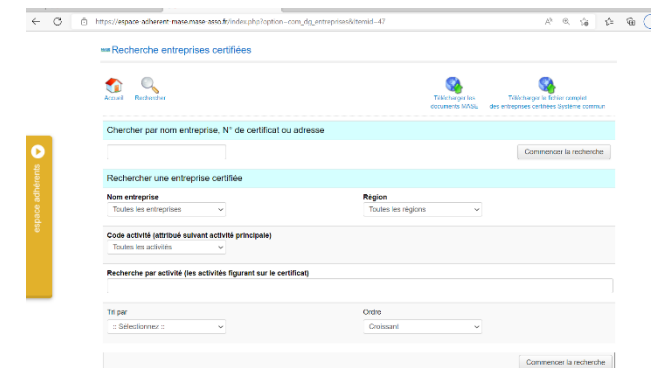 https://espace-adherent-mase.mase-asso.fr/index.php?option=com_dg_entreprises&Itemid=47
Recherche entreprises certifiées
Accueil Rechercher
Télécharger les documents MASE
Télécharger le fichier complet des entreprises certifiées Système commun
Chercher par nom entreprise, N° de certificat ou adresse
Commencer la recherche
espace adhérents
Rechercher une entreprise certifiée
Nom entreprise Région
Toutes les entreprises Toutes les régions
Code activité (attribué suivant activité principale)
Toutes les activités
Recherche par activité (les activités figurant sur le certificat)
Tri par Ordre
:: Sélectionnez :: Croissant
Commencer la recherche